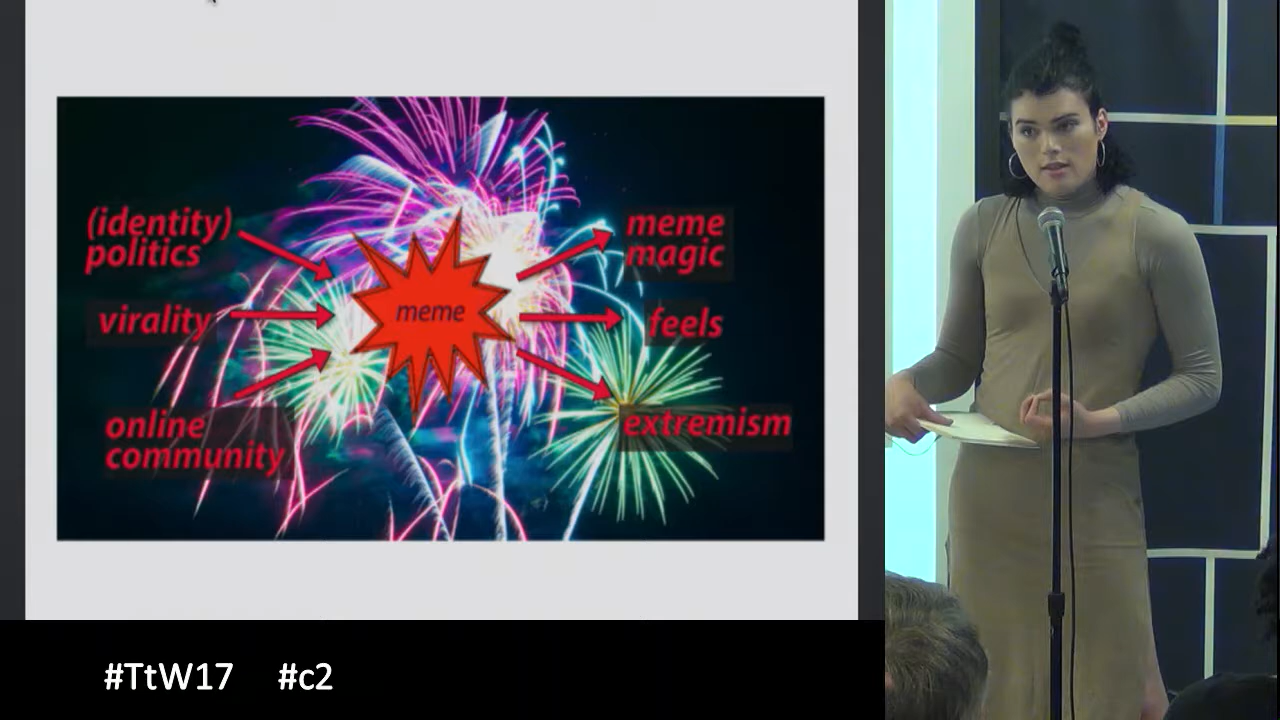 (identity)
politics
virality
online
community
meme
meme
magic
feels
extremism
#TtW17 #c2